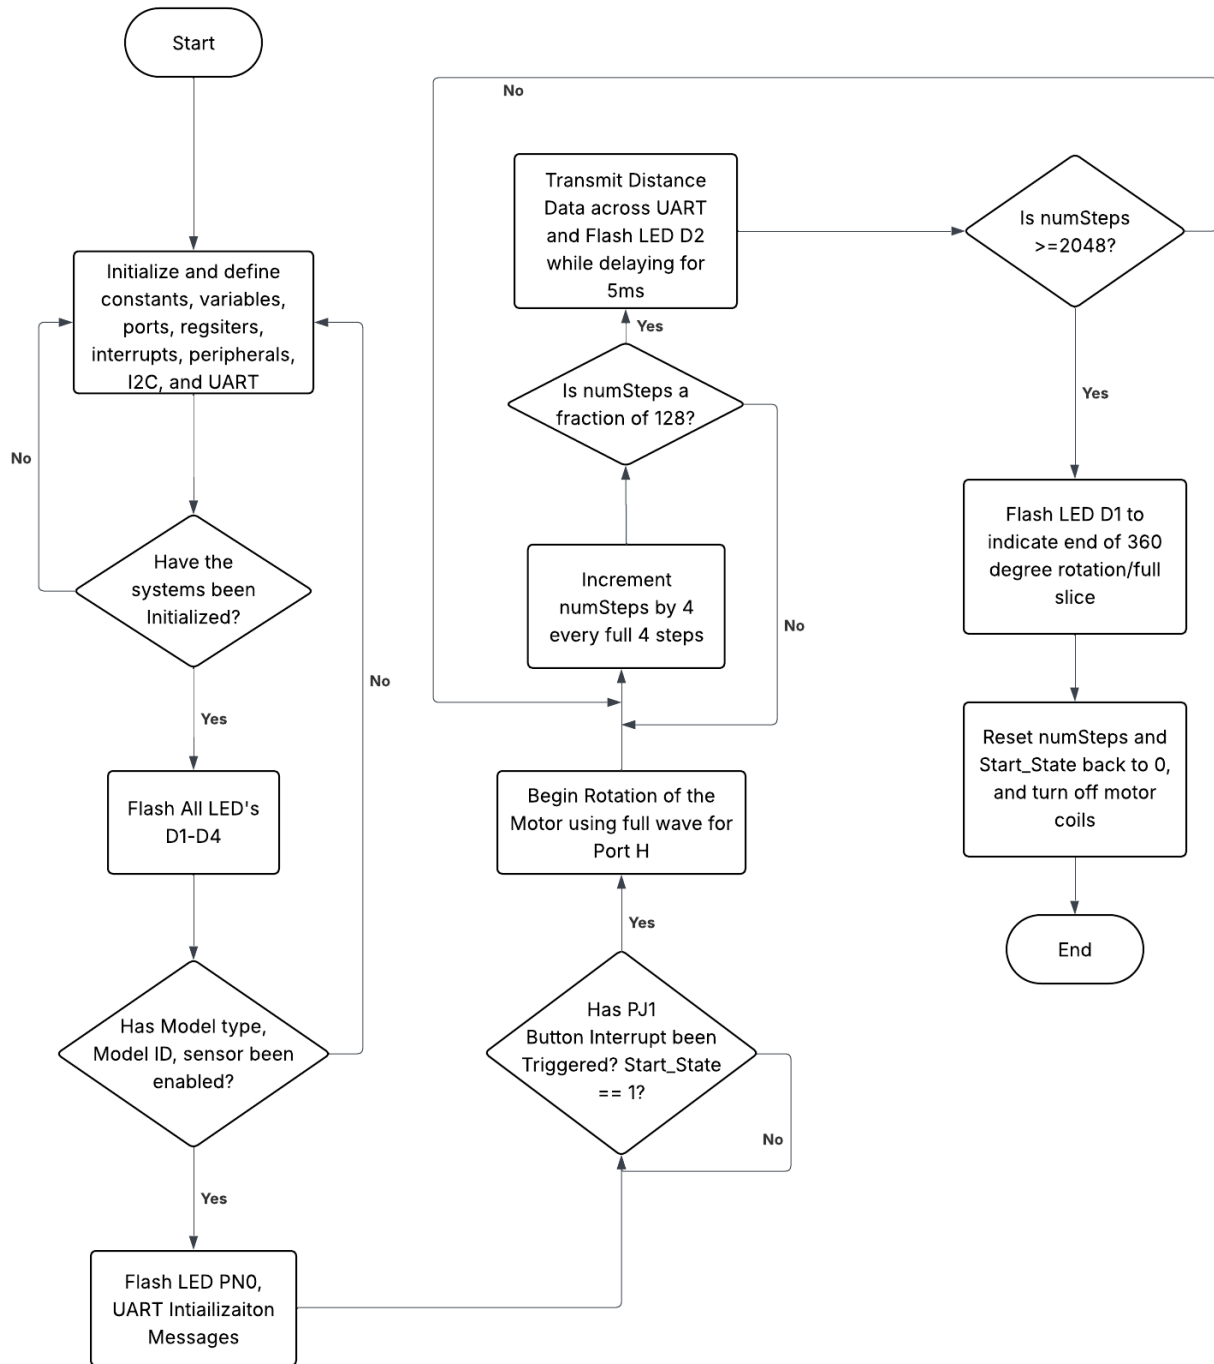 Start
Initialize and define
constants, variables,
ports, regsiters,
interrupts, peripherals,
I2C, and UART
No
Have the
systems been
Initialized?
Yes
No
Flash All LED's
D1-D4
Has Model type,
Model ID, sensor been
enabled?
Yes
Flash LED PN0,
UART Intiailizaiton
Messages
Has PJ1
Button Interrupt been
Triggered? Start_State
== 1?
No
Yes
Begin Rotation of the
Motor using full wave for
Port H
Increment
numSteps by 4
every full 4 steps
Is numSteps a
fraction of 128?
No
Yes
Transmit Distance
Data across UART
and Flash LED D2
while delaying for
5ms
Is numSteps
>=2048?
No
Yes
Flash LED D1 to
indicate end of 360
degree rotation/full
slice
Reset numSteps and
Start_State back to 0,
and turn off motor
coils
End